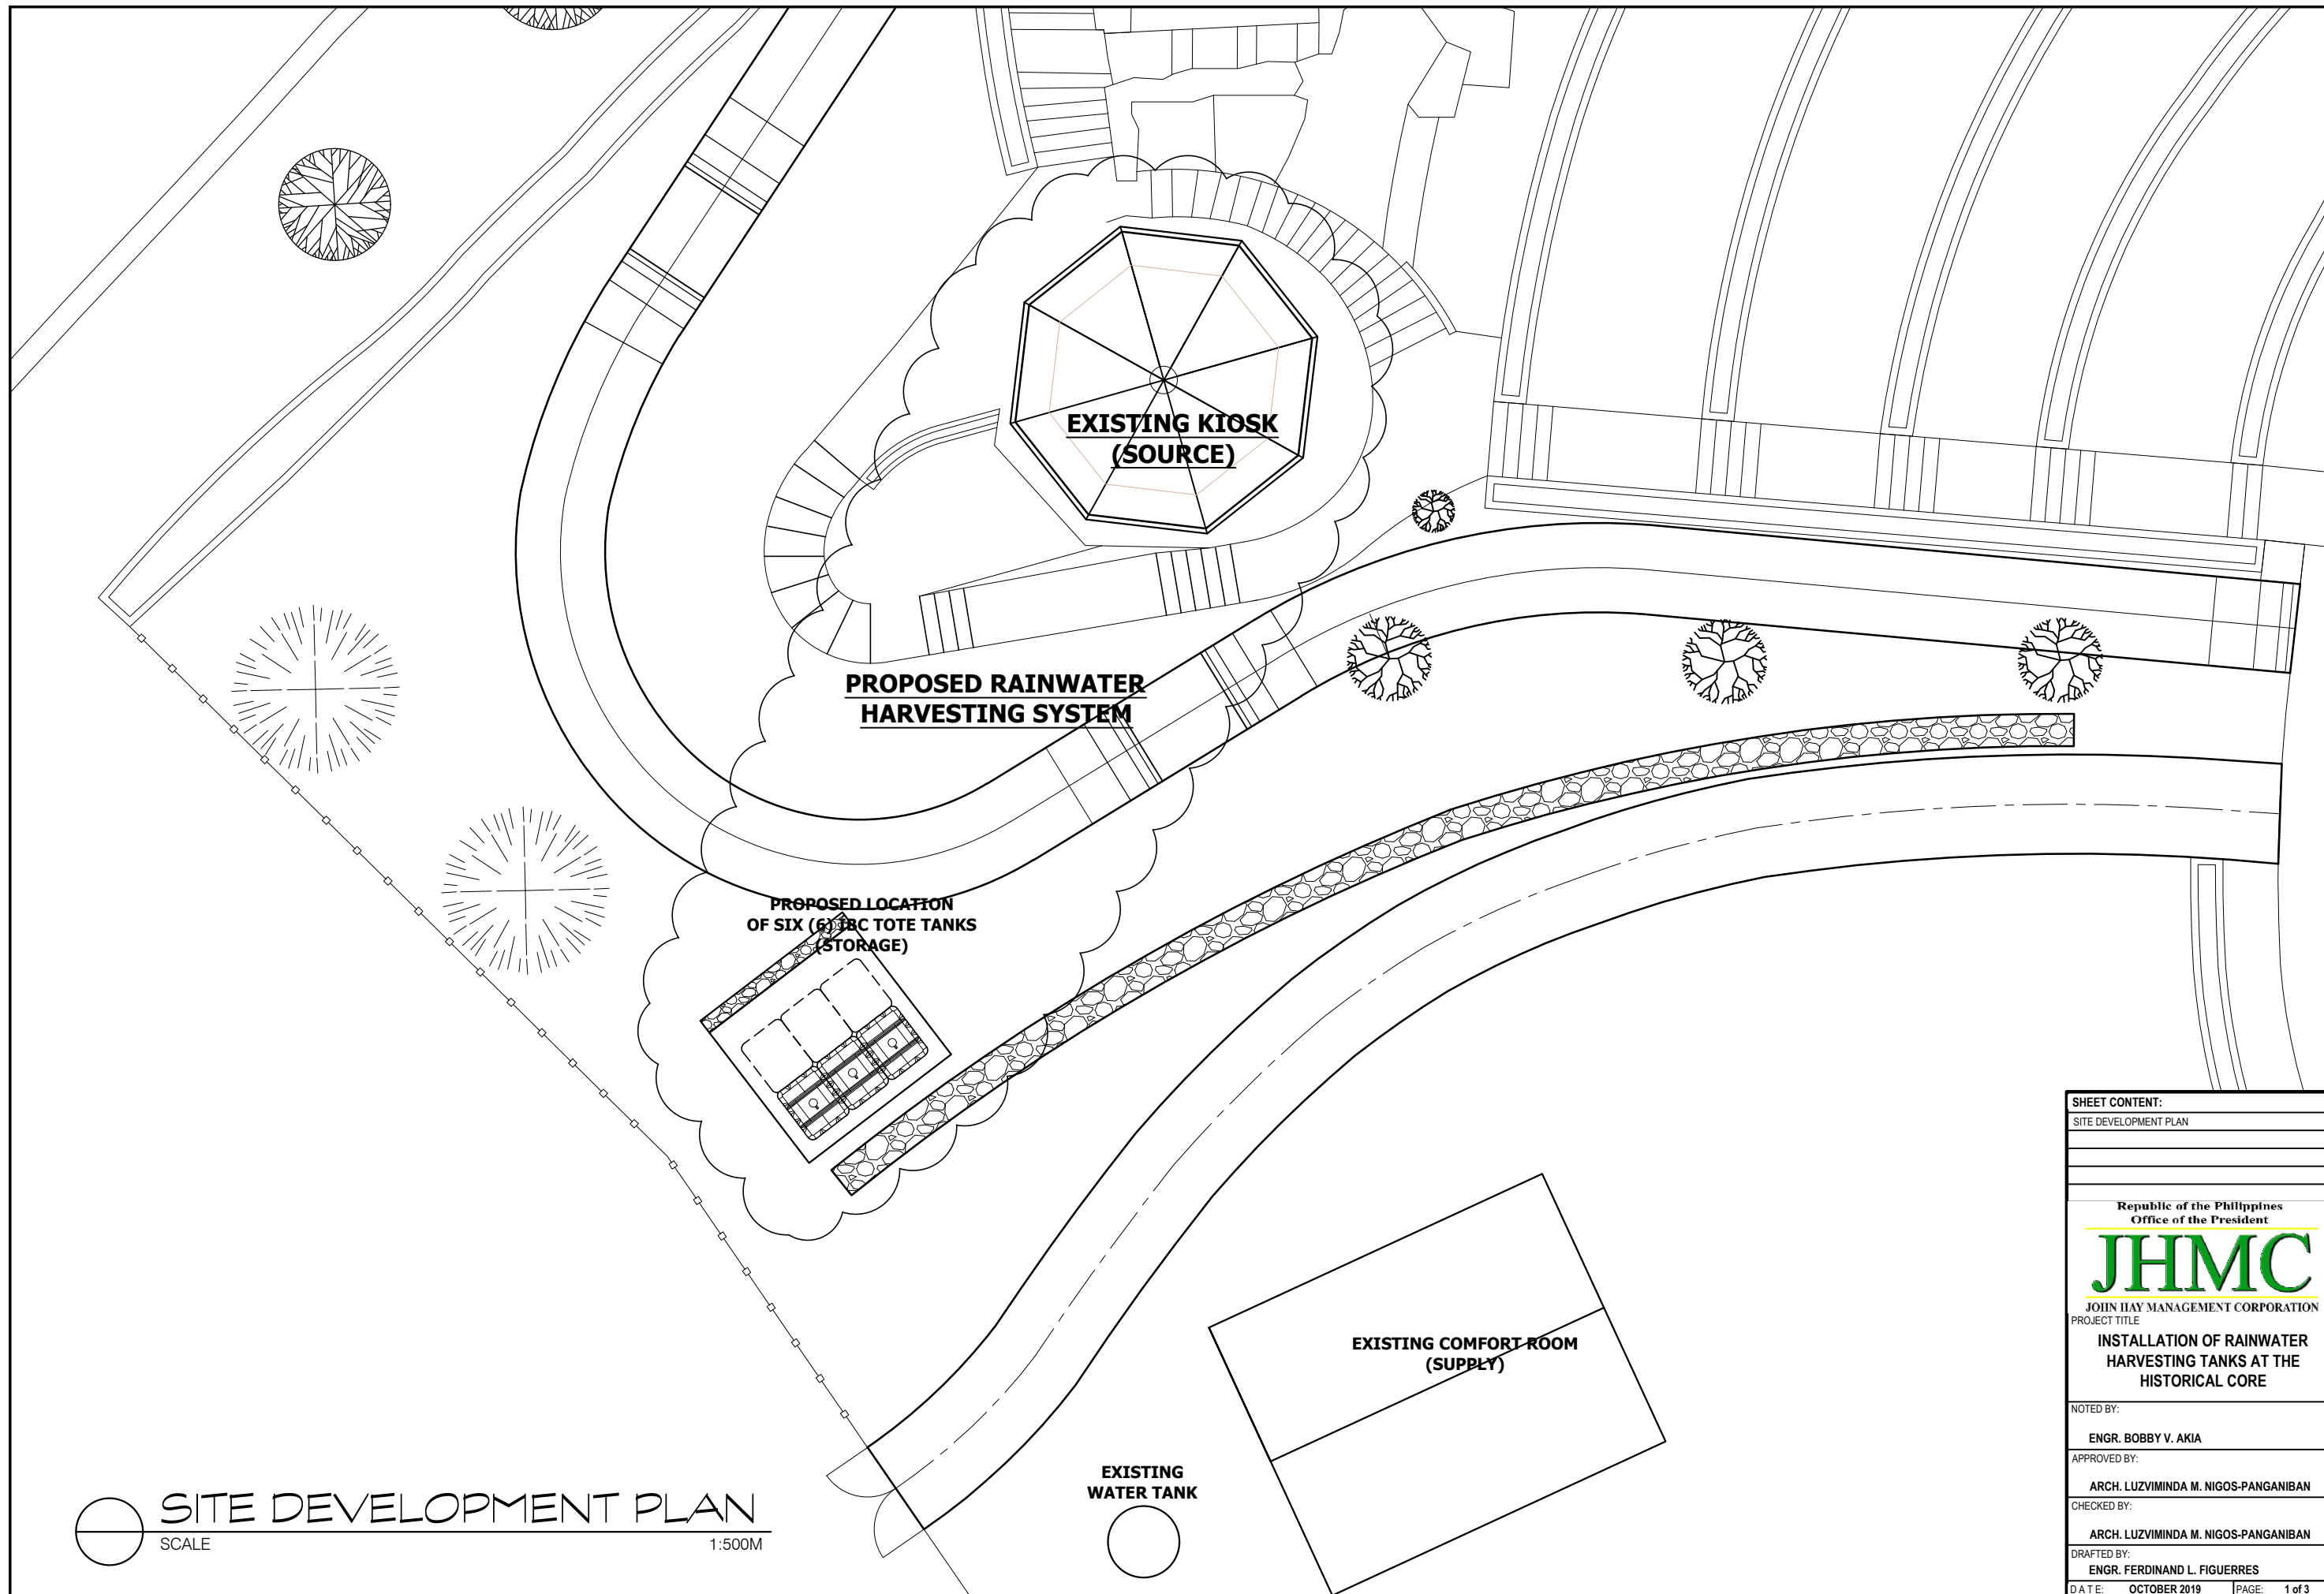 EXISTING KIOSK
(SOURCE)
PROPOSED RAINWATER
HARVESTING SYSTEM
PROPOSED LOCATION
OF SIX (6) IBC TOTE TANKS
(STORAGE)
EXISTING COMFORT ROOM
(SUPPLY)
EXISTING
WATER TANK
SITE DEVELOPMENT PLAN
SCALE 1:500M
SHEET CONTENT:
SITE DEVELOPMENT PLAN
Republic of the Philippines
Office of the President
JHMC
JOHN HAY MANAGEMENT CORPORATION
PROJECT TITLE
INSTALLATION OF RAINWATER
HARVESTING TANKS AT THE
HISTORICAL CORE
NOTED BY:
ENGR. BOBBY V. AKIA
APPROVED BY:
ARCH. LUZVIMINDA M. NIGOS-PANGANIBAN
CHECKED BY:
ARCH. LUZVIMINDA M. NIGOS-PANGANIBAN
DRAFTED BY:
ENGR. FERDINAND L. FIGUERRES
D A T E: OCTOBER 2019 PAGE: 1 of 3